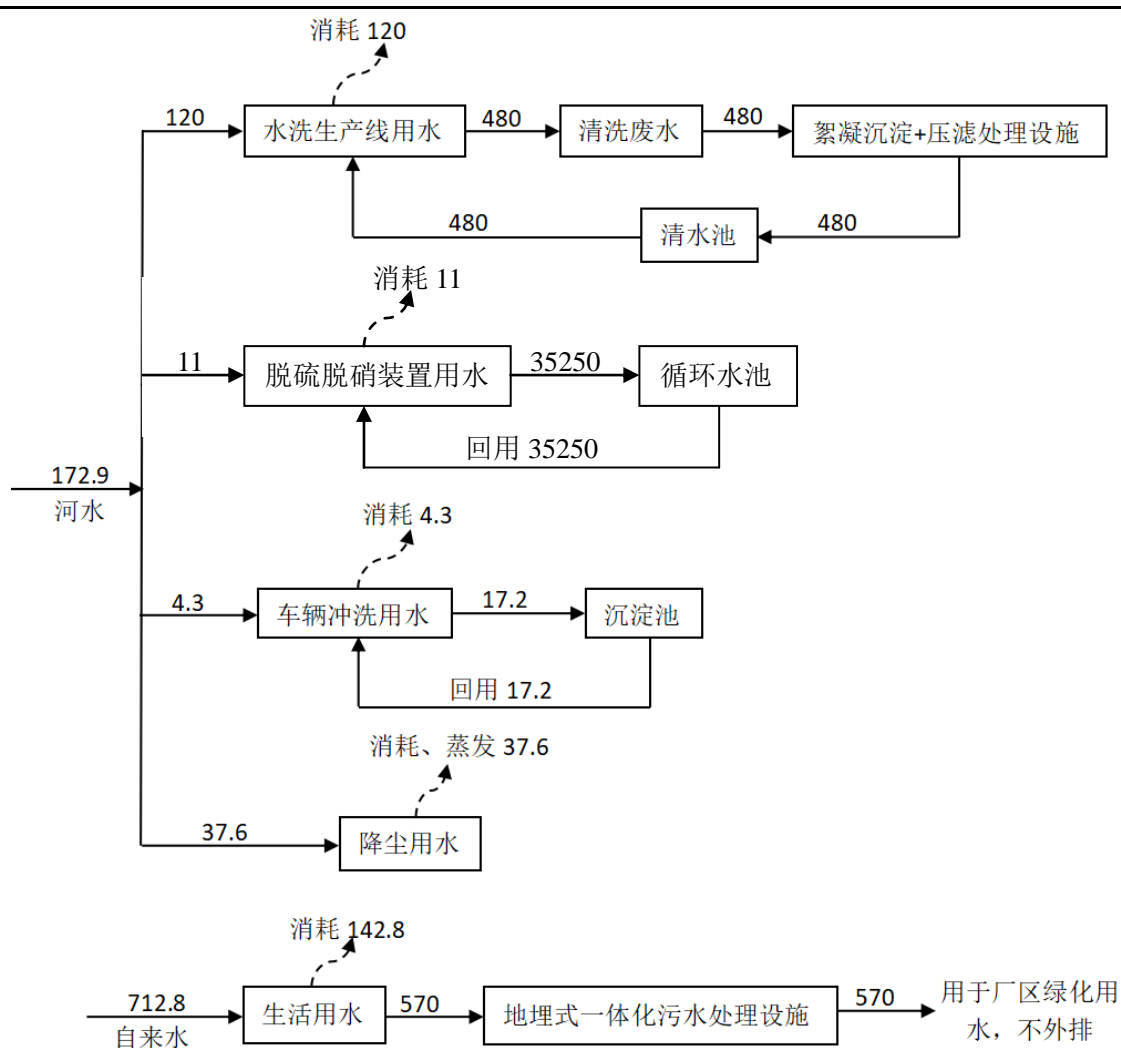 消耗 120
120
水洗生产线用水
480
清洗废水
480
絮凝沉淀+压滤处理设施
480
清水池
480
消耗 11
11
脱硫脱硝装置用水
35250
循环水池
回用 35250
172.9
河水
消耗 4.3
4.3
车辆冲洗用水
17.2
沉淀池
回用 17.2
消耗、蒸发 37.6
37.6
降尘用水
消耗 142.8
712.8
自来水
生活用水
570
地埋式一体化污水处理设施
570
用于厂区绿化用
水，不外排